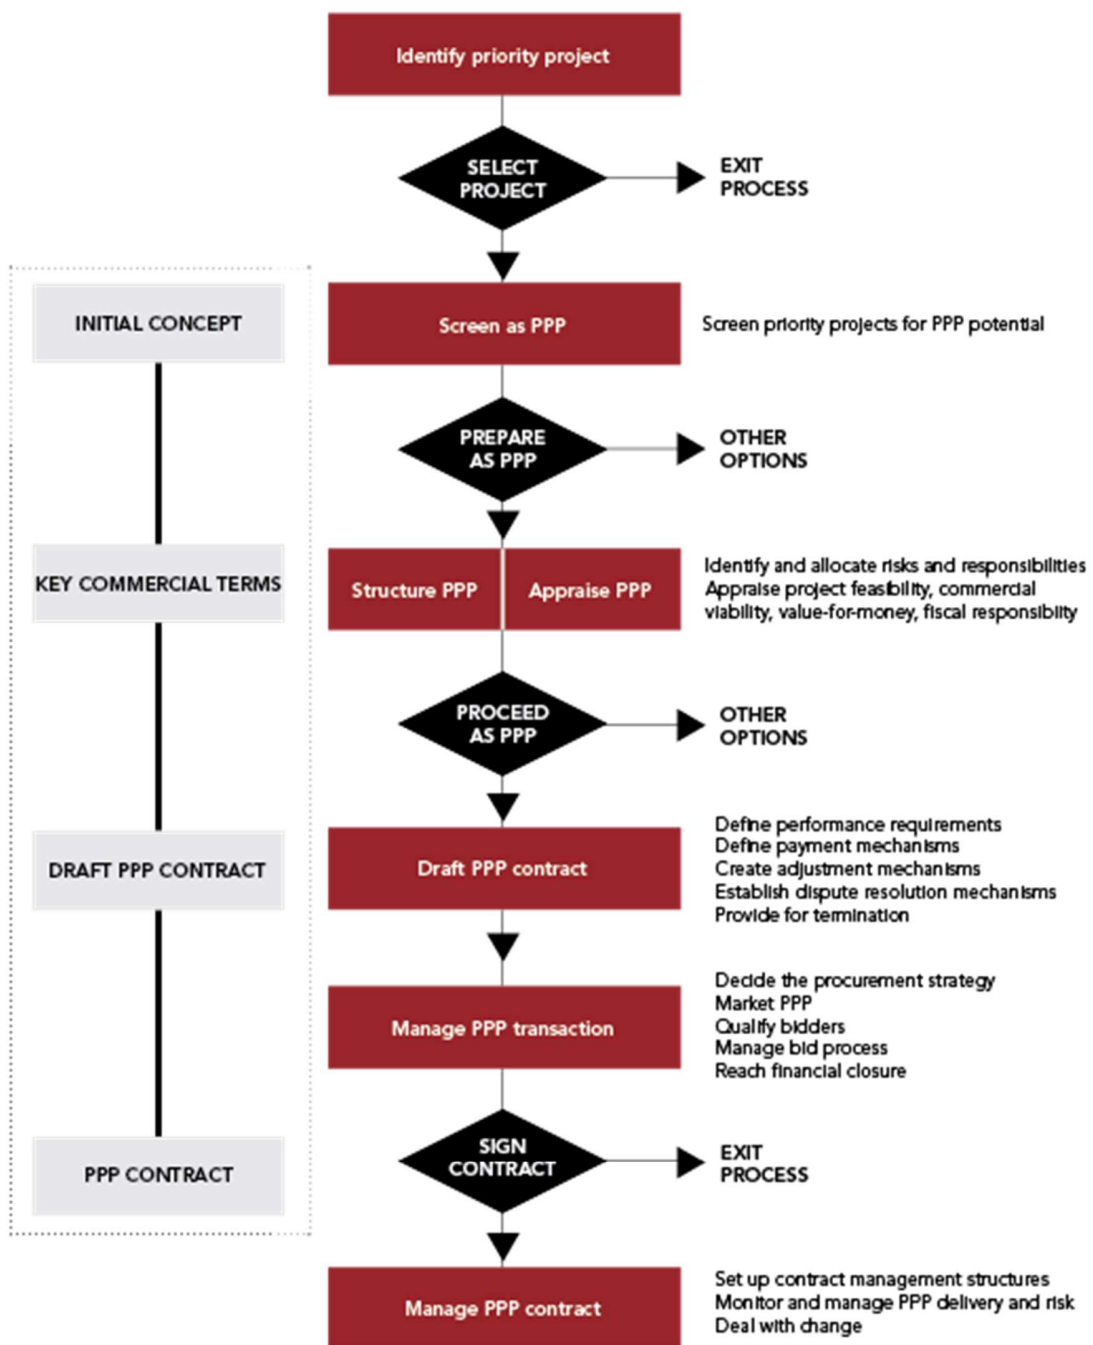 Identify priority project
SELECT
PROJECT
EXIT
PROCESS
INITIAL CONCEPT
Screen as PPP
Screen priority projects for PPP potential
PREPARE
AS PPP
OTHER
OPTIONS
KEY COMMERCIAL TERMS
Structure PPP
Appraise PPP
Identify and allocate risks and responsibilities
Appraise project feasibility, commercial
viability, value-for-money, fiscal responsiblity
PROCEED
AS PPP
OTHER
OPTIONS
DRAFT PPP CONTRACT
Draft PPP contract
Define performance requirements
Define payment mechanisms
Create adjustment mechanisms
Establish dispute resolution mechanisms
Provide for termination
Manage PPP transaction
Decide the procurement strategy
Market PPP
Qualify bidders
Manage bid process
Reach financial closure
SIGN
CONTRACT
EXIT
PROCESS
PPP CONTRACT
Manage PPP contract
Set up contract management structures
Monitor and manage PPP delivery and risk
Deal with change